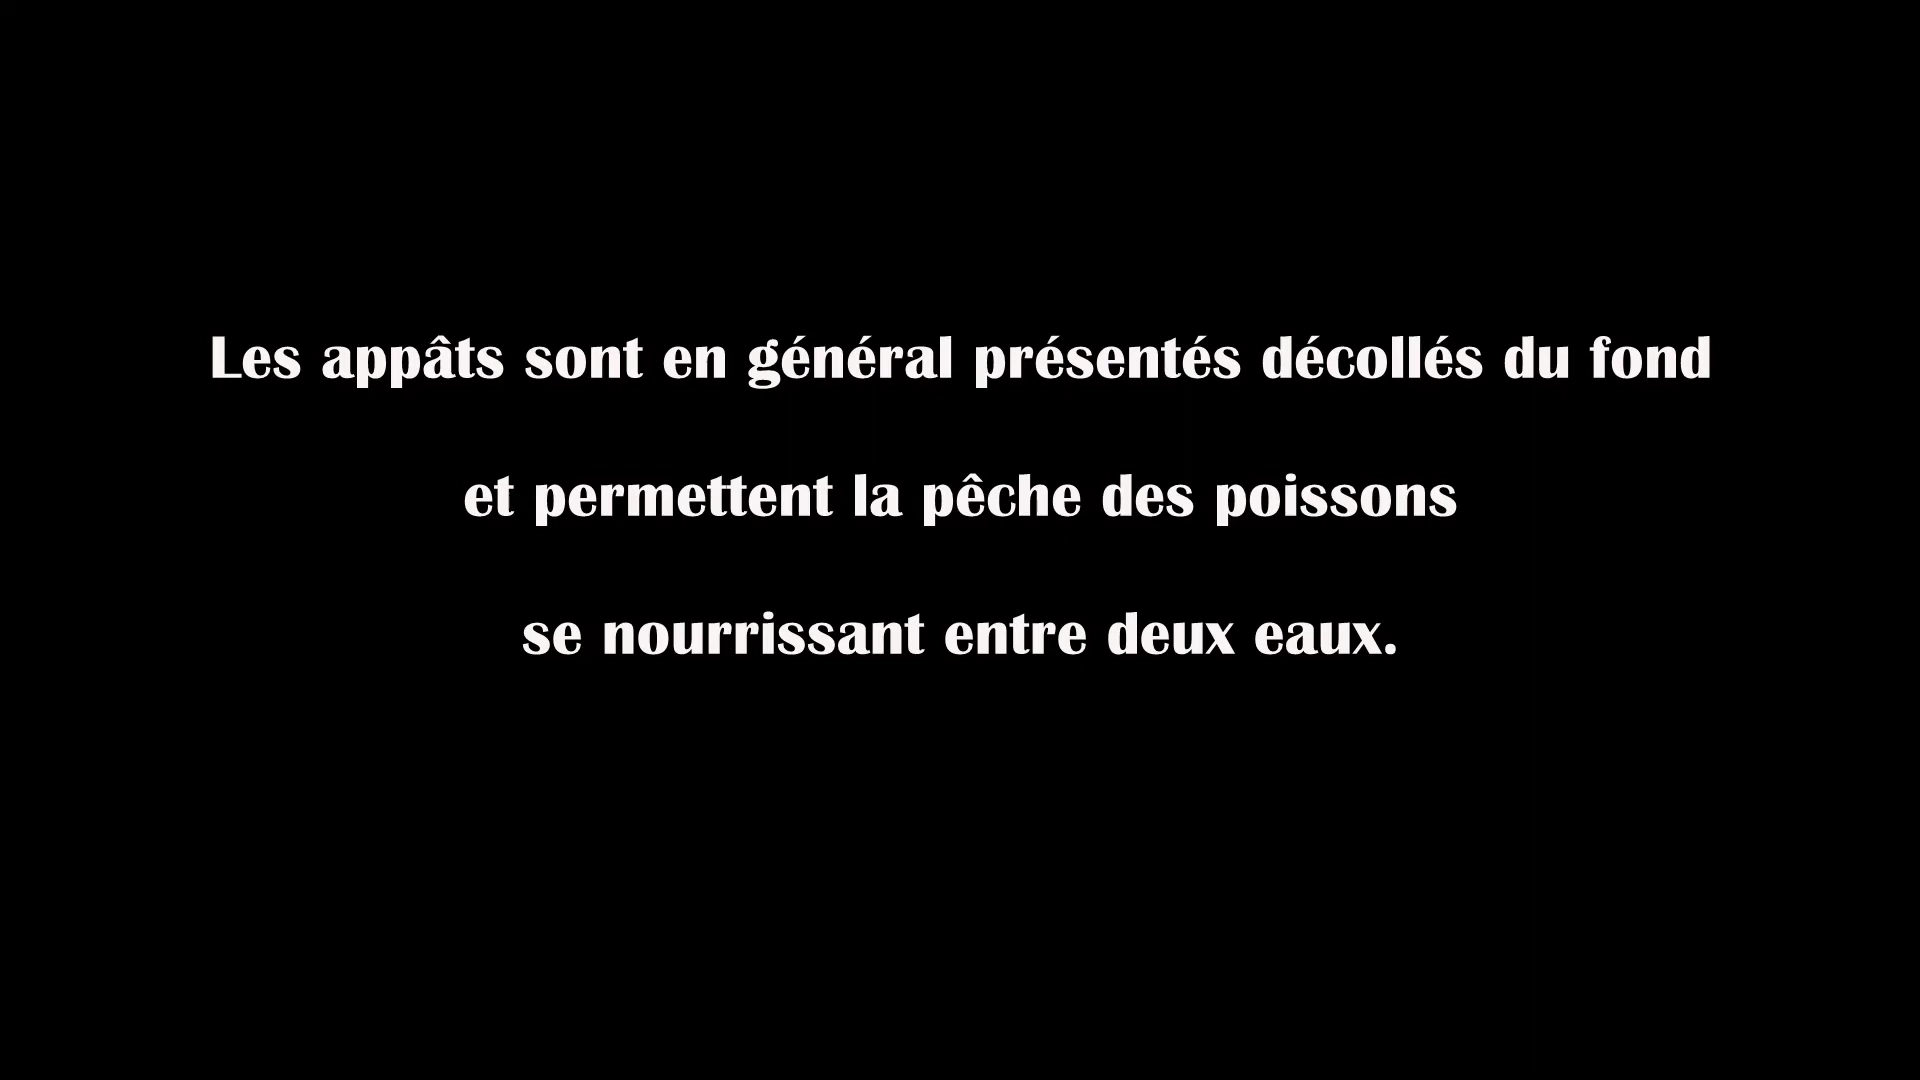 Les appâts sont en général présentés décollés du fond
et permettent la pêche des poissons
se nourrissant entre deux eaux.